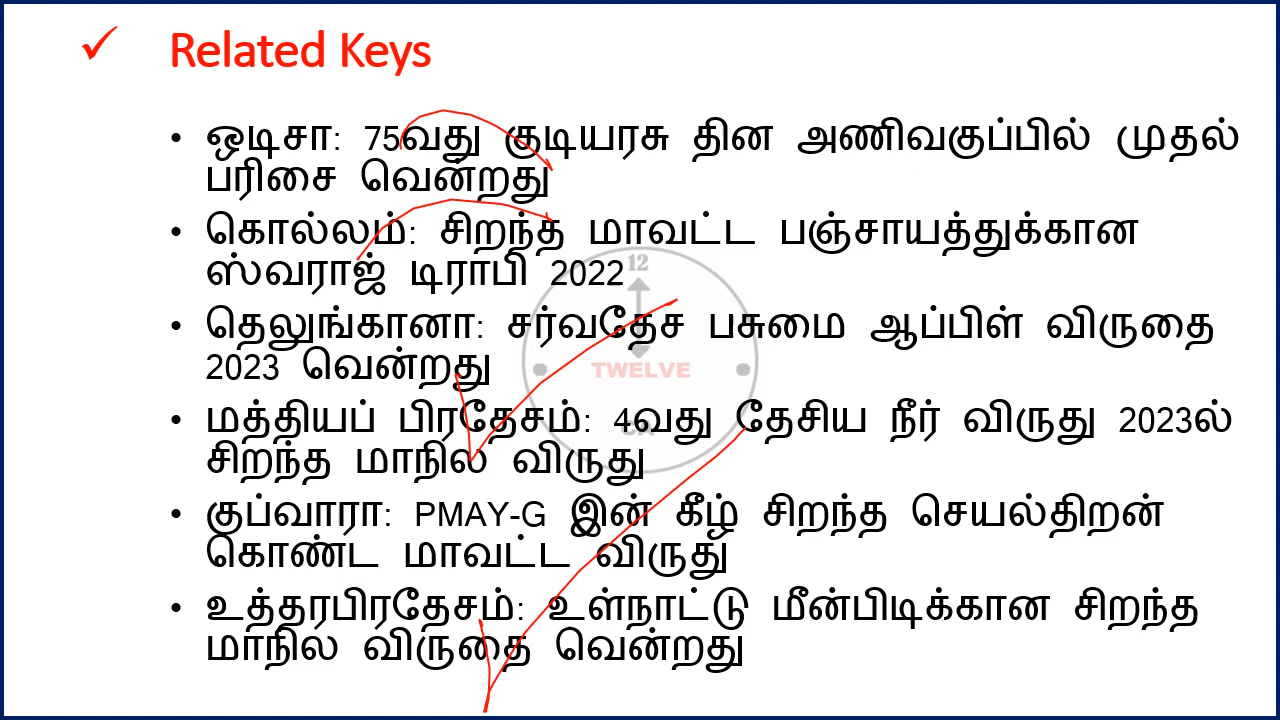 Related Keys
• ஒடிசா: 75வது குடியரசு தின அணிவகுப்பில் முதல்
பரிசை வென்றது
• கொல்லம்: சிறந்த மாவட்ட பஞ்சாயத்துக்கான
ஸ்வராஜ் டிராபி 2022
12
• தெலுங்கானா: சர்வதேச பசுமை ஆப்பிள் விருதை
2023 வென்றது
TWELVE
• மத்தியப் பிரதேசம்: 4வது தேசிய நீர் விருது 2023ல்
சிறந்த மாநில விருது
• குப்வாரா: PMAY-G இன் கீழ் சிறந்த செயல்திறன்
கொண்ட மாவட்ட விருது
• உத்தரபிரதேசம்: உள்நாட்டு மீன்பிடிக்கான சிறந்த
மாநில விருதை வென்றது